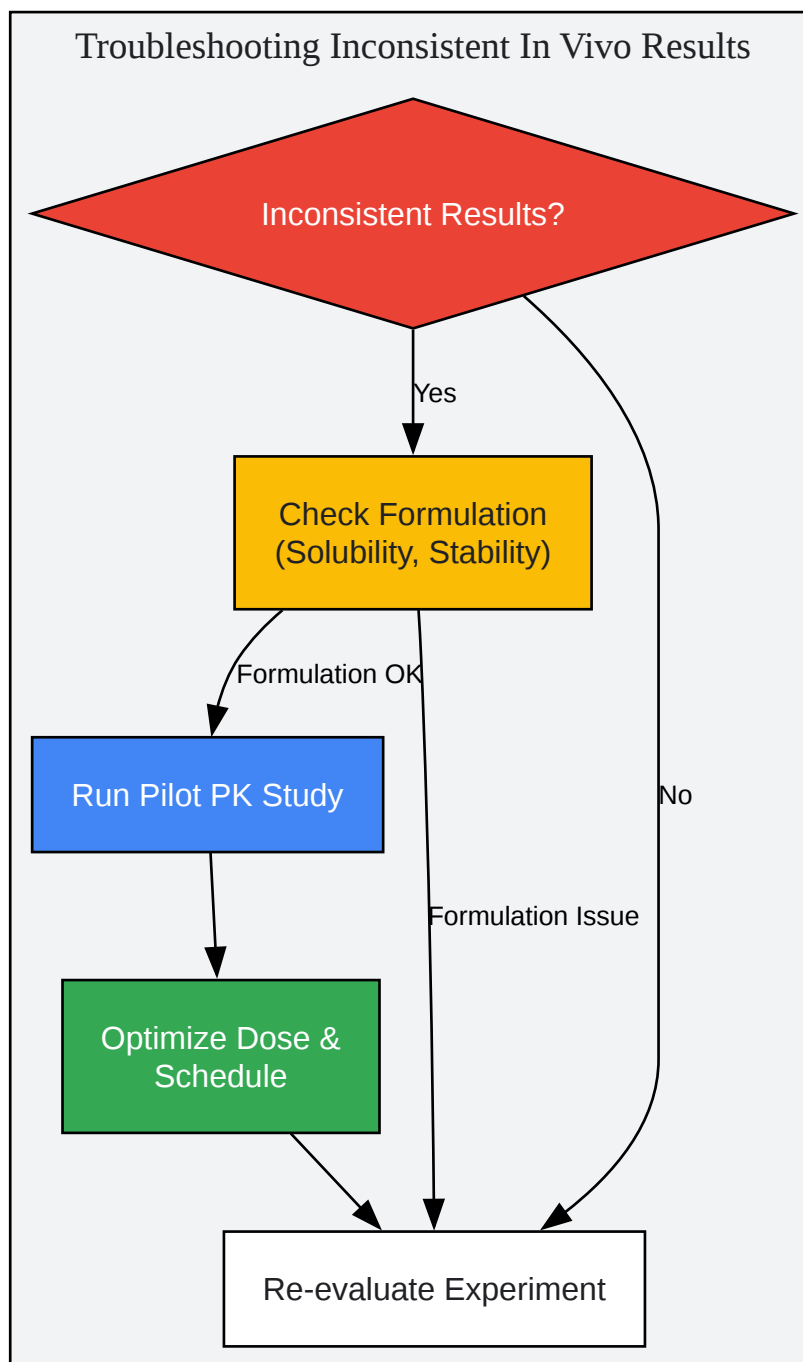 Troubleshooting Inconsistent In Vivo Results
Inconsistent Results?
Yes
Check Formulation
(Solubility, Stability)
Formulation OK
Run Pilot PK Study
No
Formulation Issue
Optimize Dose &
Schedule
Re-evaluate Experiment